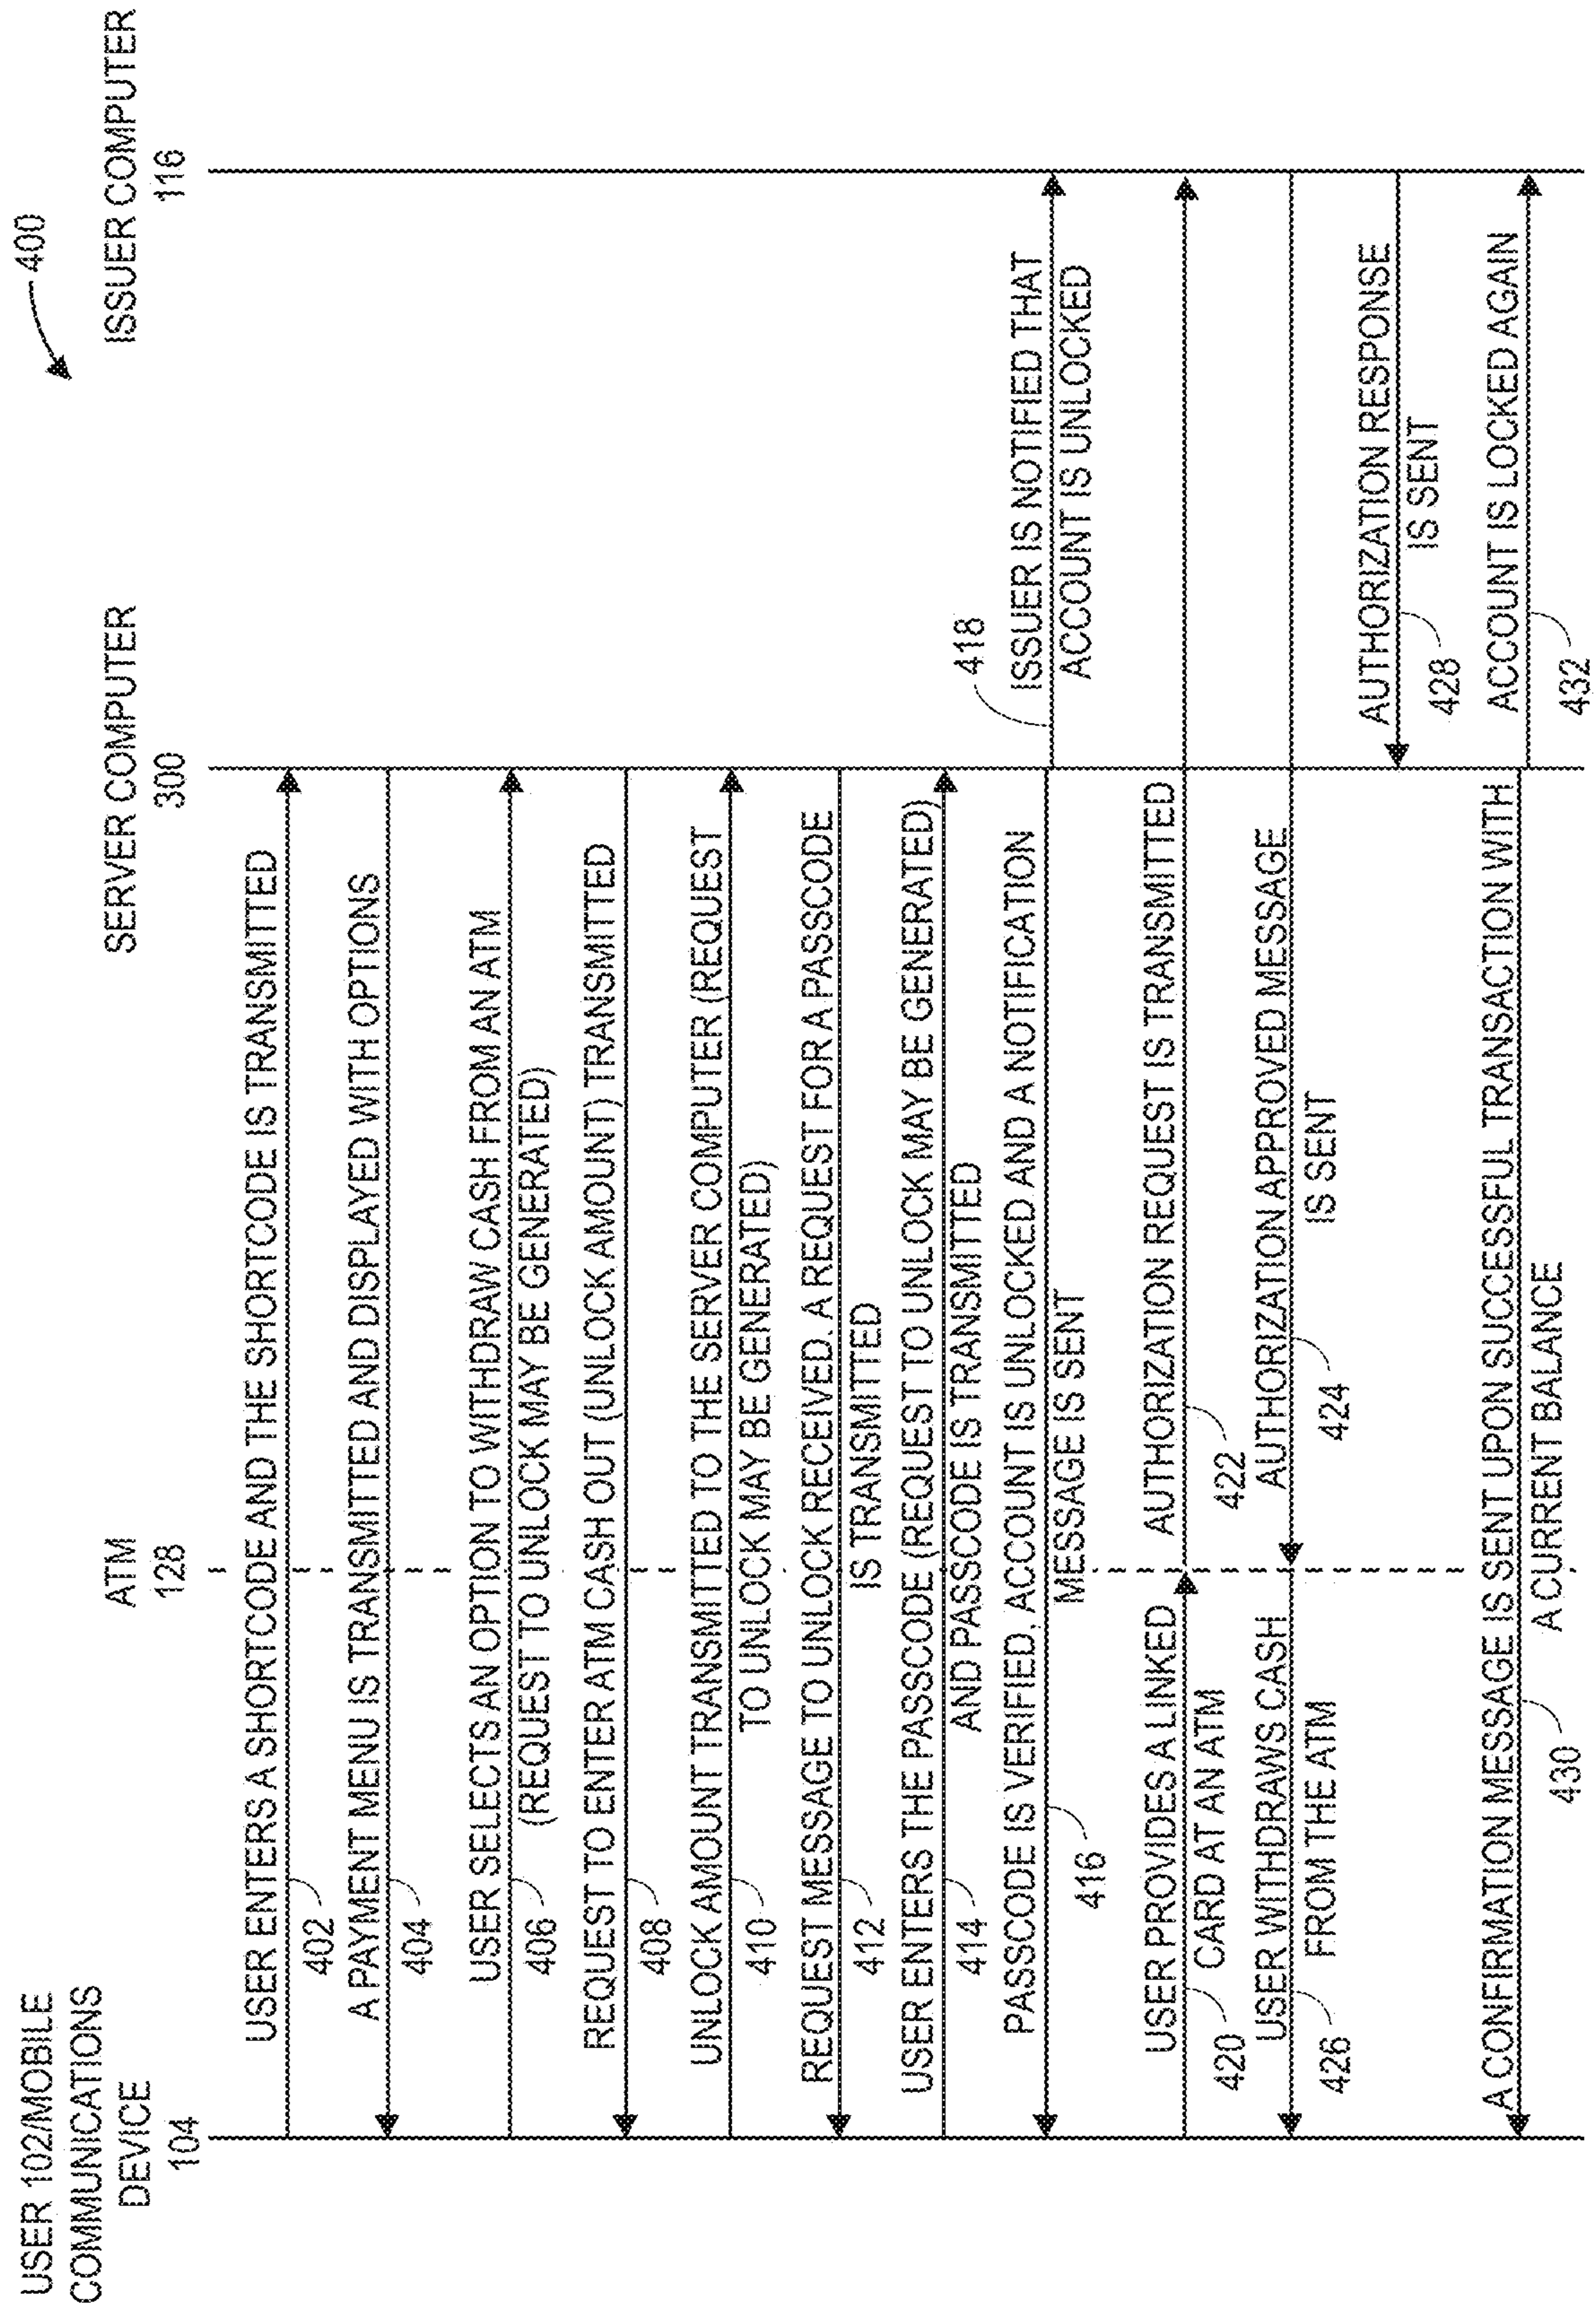 400
USER 102/MOBILE
COMMUNICATIONS
DEVICE
104
ATM
128
SERVER COMPUTER
300
ISSUER COMPUTER
116
USER ENTERS A SHORTCODE AND THE SHORTCODE IS TRANSMITTED
402
A PAYMENT MENU IS TRANSMITTED AND DISPLAYED WITH OPTIONS
404
USER SELECTS AN OPTION TO WITHDRAW CASH FROM AN ATM
(REQUEST TO UNLOCK MAY BE GENERATED)
406
REQUEST TO ENTER ATM CASH OUT (UNLOCK AMOUNT) TRANSMITTED
408
UNLOCK AMOUNT TRANSMITTED TO THE SERVER COMPUTER (REQUEST
TO UNLOCK MAY BE GENERATED)
410
REQUEST MESSAGE TO UNLOCK RECEIVED. A REQUEST FOR A PASSCODE
IS TRANSMITTED
412
USER ENTERS THE PASSCODE (REQUEST TO UNLOCK MAY BE GENERATED)
AND PASSCODE IS TRANSMITTED
414
PASSCODE IS VERIFIED, ACCOUNT IS UNLOCKED AND A NOTIFICATION
MESSAGE IS SENT
416
418
ISSUER IS NOTIFIED THAT
ACCOUNT IS UNLOCKED
USER PROVIDES A LINKED
CARD AT AN ATM
420
AUTHORIZATION REQUEST IS TRANSMITTED
422
AUTHORIZATION APPROVED MESSAGE
IS SENT
424
USER WITHDRAWS CASH
FROM THE ATM
426
AUTHORIZATION RESPONSE
IS SENT
428
A CONFIRMATION MESSAGE IS SENT UPON SUCCESSFUL TRANSACTION WITH
A CURRENT BALANCE
430
ACCOUNT IS LOCKED AGAIN
432